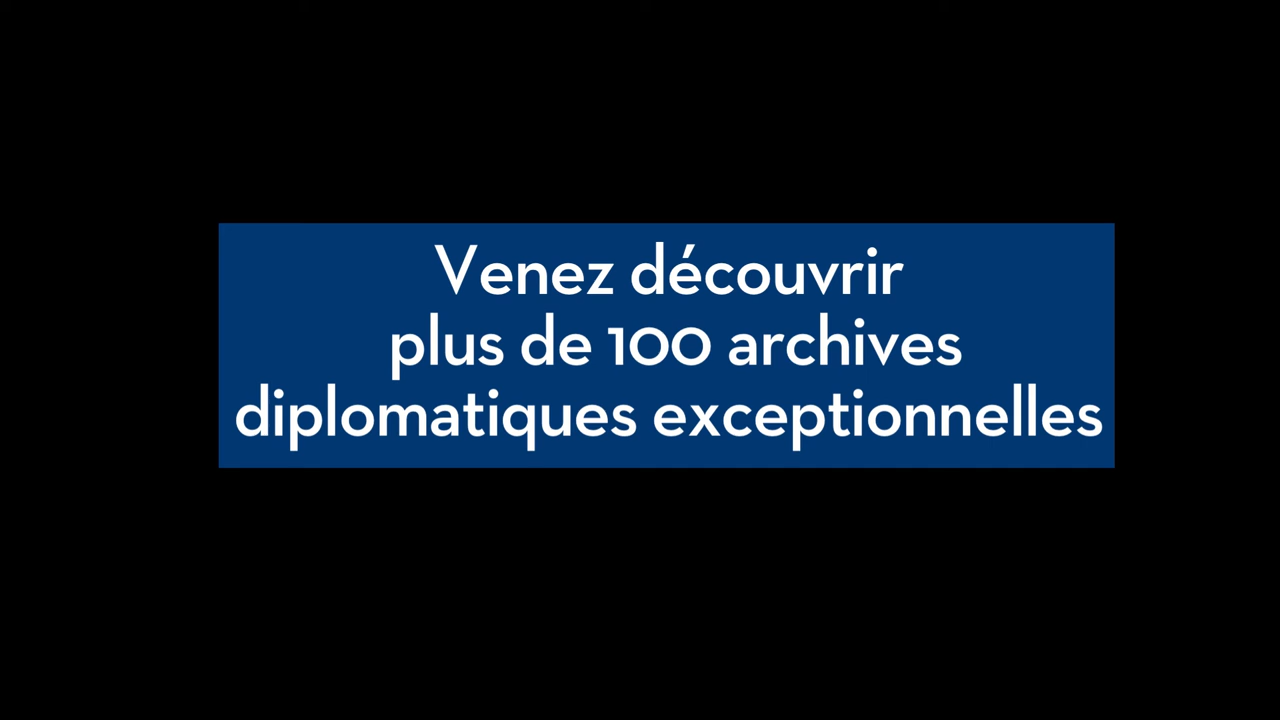 Venez découvrir
plus de 100 archives
diplomatiques exceptionnelles